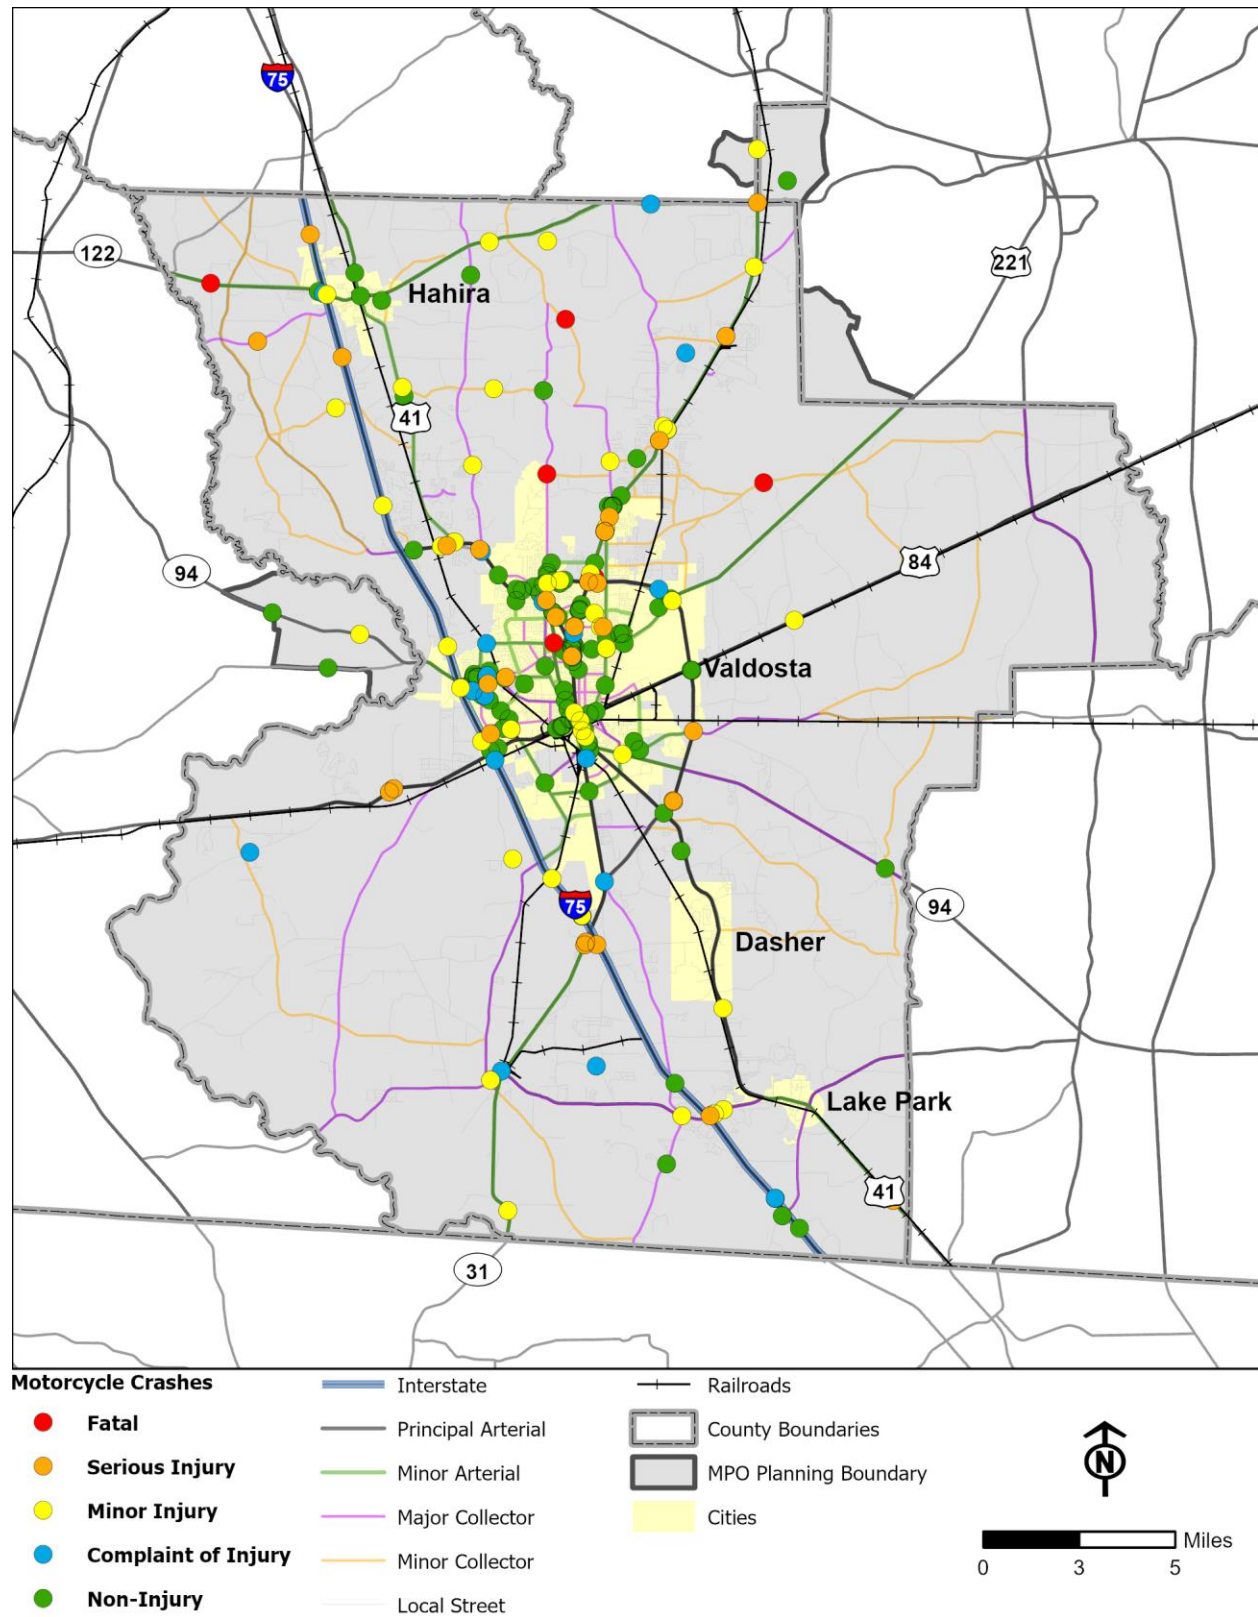 75
122
221
Hahira
41
84
94
Valdosta
75
94
Dasher
Lake Park
41
31
Motorcycle Crashes
Fatal
Serious Injury
Minor Injury
Complaint of Injury
Non-Injury
Interstate
Principal Arterial
Minor Arterial
Major Collector
Minor Collector
Local Street
Railroads
County Boundaries
MPO Planning Boundary
Cities
N
Miles
0 3 5